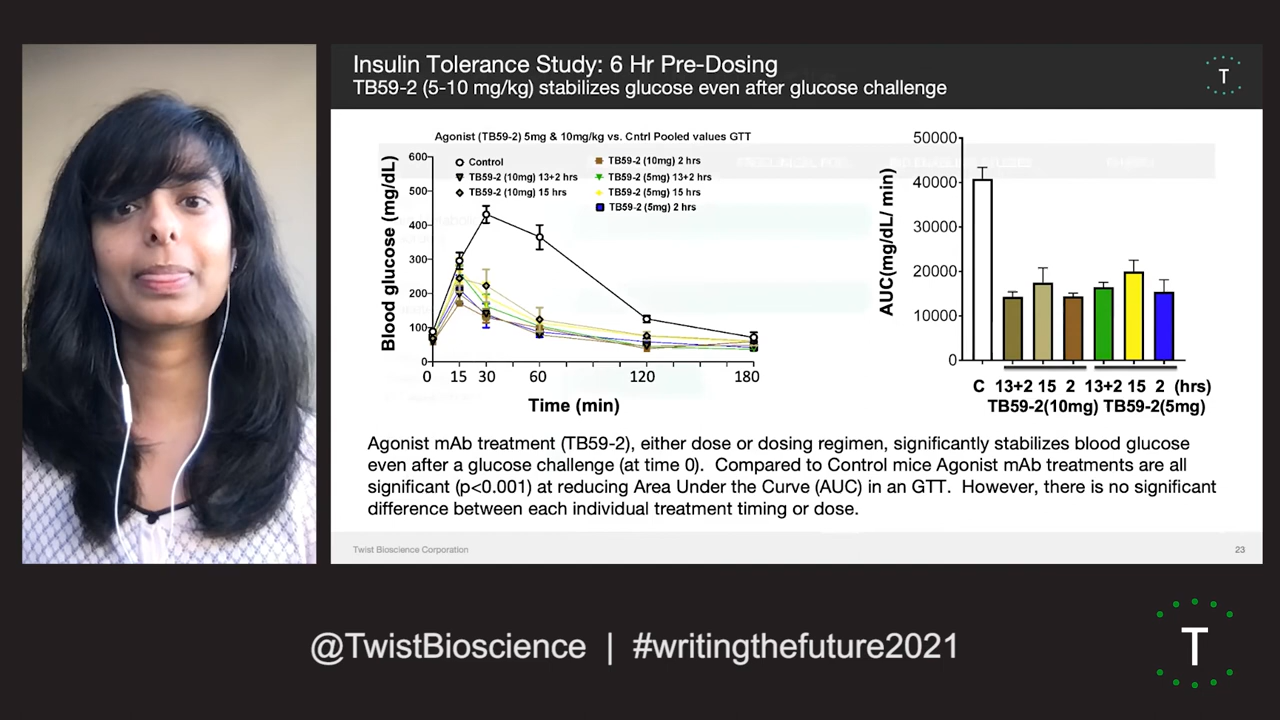 Insulin Tolerance Study: 6 Hr Pre-Dosing
TB59-2 (5-10 mg/kg) stabilizes glucose even after glucose challenge
T
Agonist (TB59-2) 5mg & 10mg/kg vs. Cntrl Pooled values GTT
Control
TB59-2 (10mg) 13+2 hrs
TB59-2 (10mg) 15 hrs
TB59-2 (10mg) 2 hrs
TB59-2 (5mg) 13+2 hrs
TB59-2 (5mg) 15 hrs
TB59-2 (5mg) 2 hrs
Blood glucose (mg/dL)
600
500
400
300
200
100
0
0 15 30 60 120 180
Time (min)
AUC(mg/dL/ min)
50000
40000
30000
20000
10000
0
C 13+2 15 2 13+2 15 2 (hrs)
TB59-2(10mg) TB59-2(5mg)
Agonist mAb treatment (TB59-2), either dose or dosing regimen, significantly stabilizes blood glucose
even after a glucose challenge (at time 0). Compared to Control mice Agonist mAb treatments are all
significant (p<0.001) at reducing Area Under the Curve (AUC) in an GTT. However, there is no significant
difference between each individual treatment timing or dose.
Twist Bioscience Corporation
23
@TwistBioscience | #writingthefuture2021
T